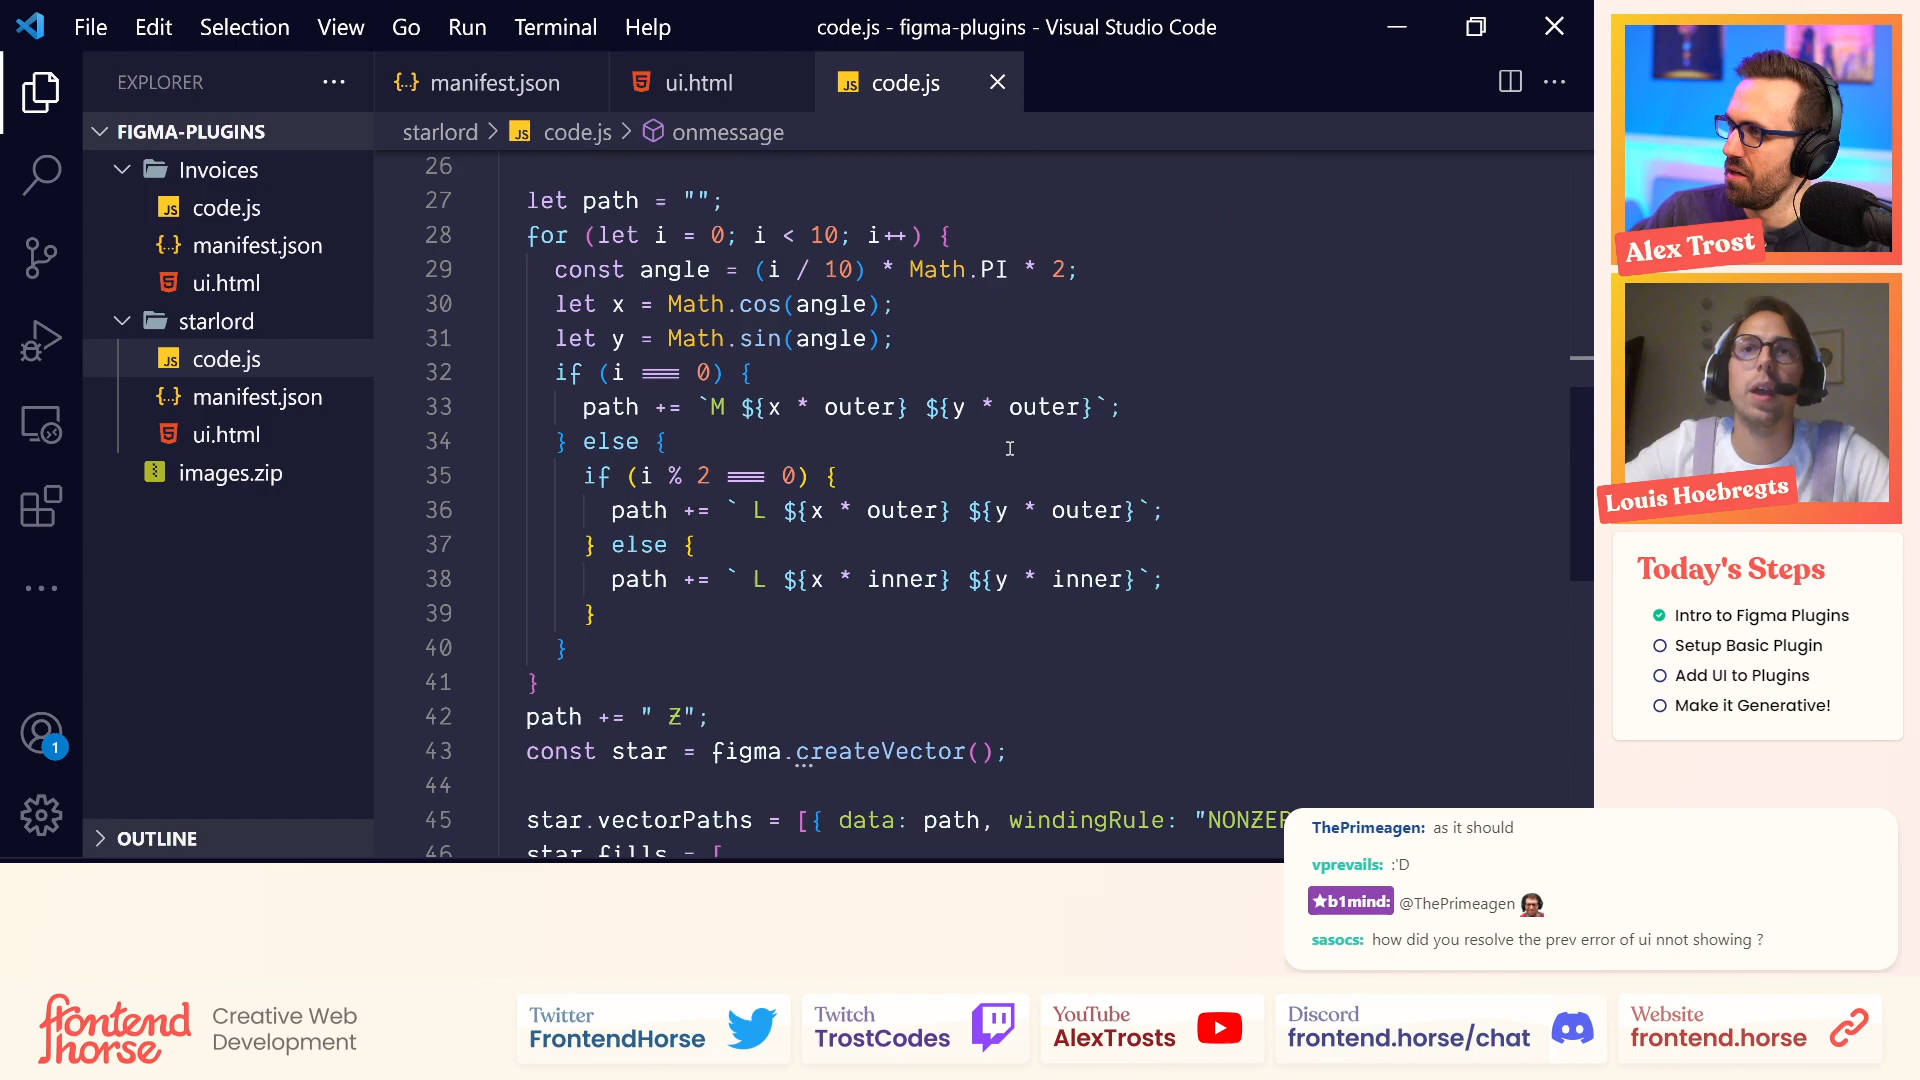 File Edit Selection View Go Run Terminal Help
code.js - figma-plugins - Visual Studio Code
EXPLORER
manifest.json
ui.html
JS code.js
FIGMA-PLUGINS
starlord > JS code.js > onmessage
Invoices
JS code.js
{} manifest.json
ui.html
starlord
JS code.js
{} manifest.json
ui.html
images.zip
OUTLINE
1
26
27 let path = "";
28 for (let i = 0; i < 10; i++) {
29 const angle = (i / 10) * Math.PI * 2;
30 let x = Math.cos(angle);
31 let y = Math.sin(angle);
32 if (i === 0) {
33 path += `M ${x * outer} ${y * outer}`;
34 } else {
35 if (i % 2 === 0) {
36 path += ` L ${x * outer} ${y * outer}`;
37 } else {
38 path += ` L ${x * inner} ${y * inner}`;
39 }
40 }
41 }
42 path += " Z";
43 const star = figma.createVector();
44
45 star.vectorPaths = [{ data: path, windingRule: "NONZER
46 star.fills = [
Alex Trost
Louis Hoebregts
Today's Steps
Intro to Figma Plugins
Setup Basic Plugin
Add UI to Plugins
Make it Generative!
ThePrimeagen: as it should
vprevails: :'D
★b1mind: @ThePrimeagen
sasocs: how did you resolve the prev error of ui nnot showing ?
frontend
horse
Creative Web
Development
Twitter
FrontendHorse
Twitch
TrostCodes
YouTube
AlexTrosts
Discord
frontend.horse/chat
Website
frontend.horse